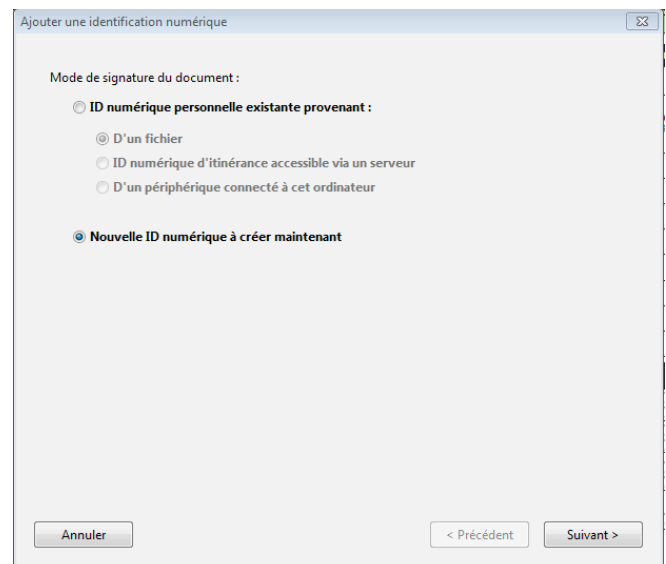 Ajouter une identification numérique
Mode de signature du document :
ID numérique personnelle existante provenant :
D'un fichier
ID numérique d'itinérance accessible via un serveur
D'un périphérique connecté à cet ordinateur
Nouvelle ID numérique à créer maintenant
Annuler
< Précédent
Suivant >